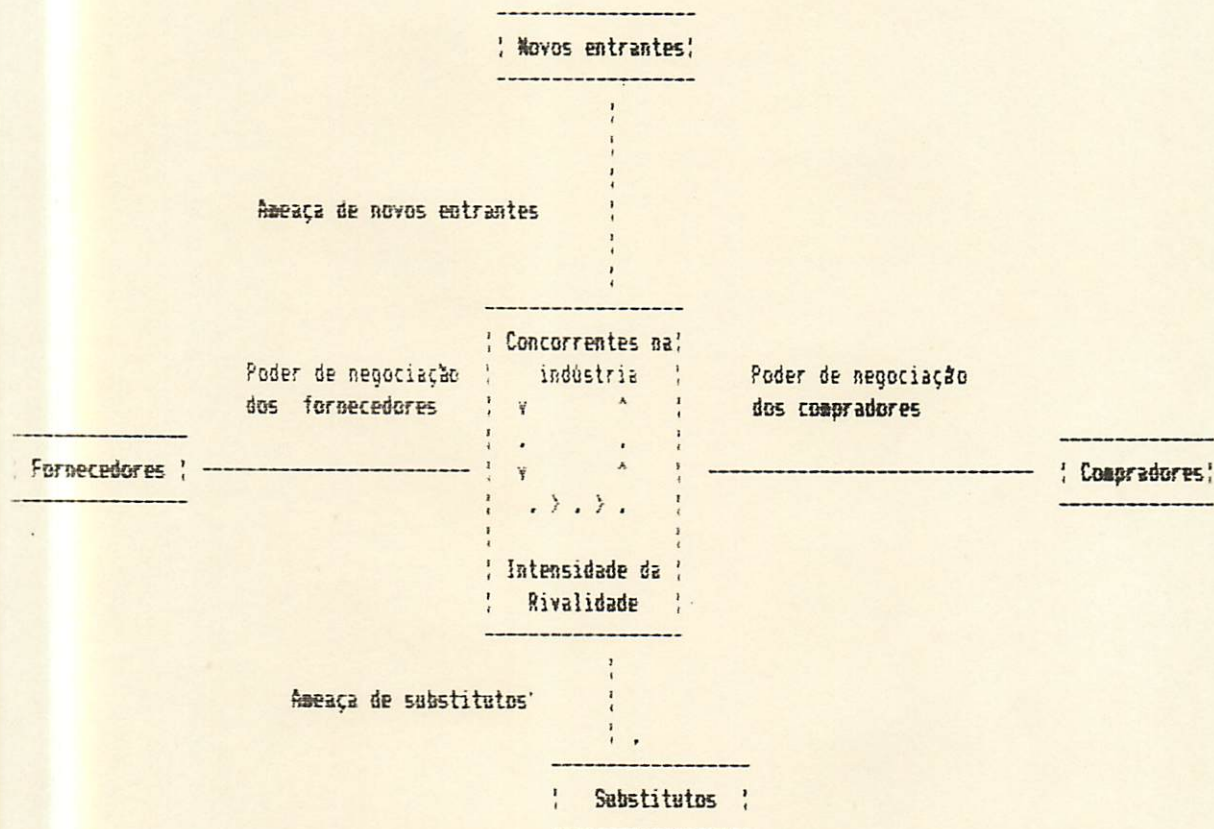 Novos entrantes
Ameaça de novos entrantes
Concorrentes na
indústria
Poder de negociação
dos fornecedores
Poder de negociação
dos compradores
Fornecedores
Compradores
Intensidade da
Rivalidade
Ameaça de substitutos
Substitutos